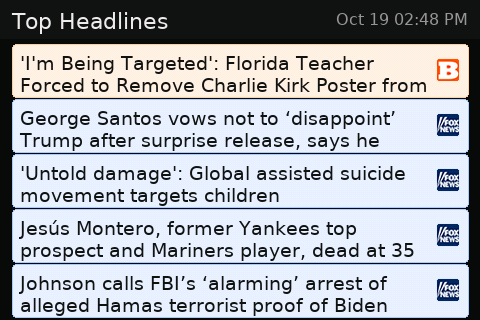 Top Headlines
Oct 19 02:48 PM
'I'm Being Targeted': Florida Teacher
Forced to Remove Charlie Kirk Poster from
B
George Santos vows not to ‘disappoint’
Trump after surprise release, says he
FOX NEWS
'Untold damage': Global assisted suicide
movement targets children
FOX NEWS
Jesús Montero, former Yankees top
prospect and Mariners player, dead at 35
FOX NEWS
Johnson calls FBI’s ‘alarming’ arrest of
alleged Hamas terrorist proof of Biden
FOX NEWS